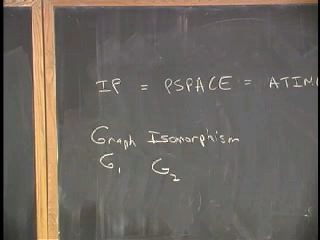 IP = PSPACE = ATIM
Graph Isomorphism
G₁ G₂